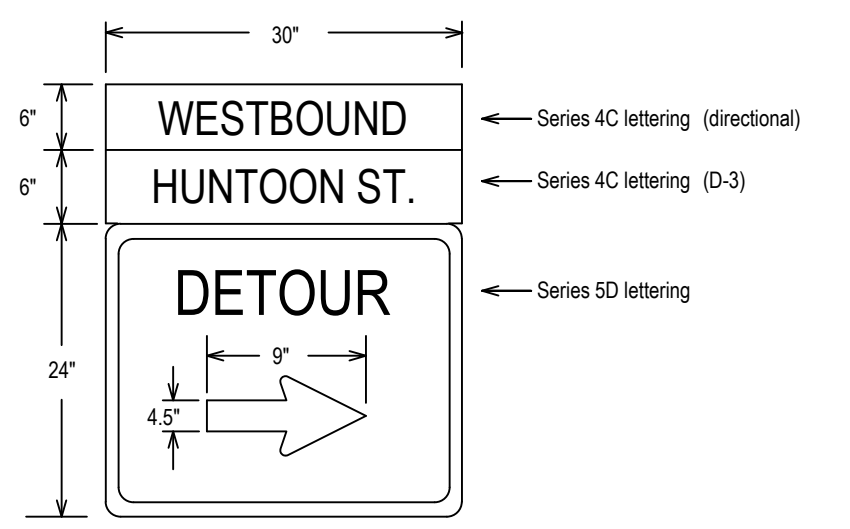 30"
6"
WESTBOUND
Series 4C lettering (directional)
6"
HUNTOON ST.
Series 4C lettering (D-3)
DETOUR
Series 5D lettering
9"
24"
4.5"